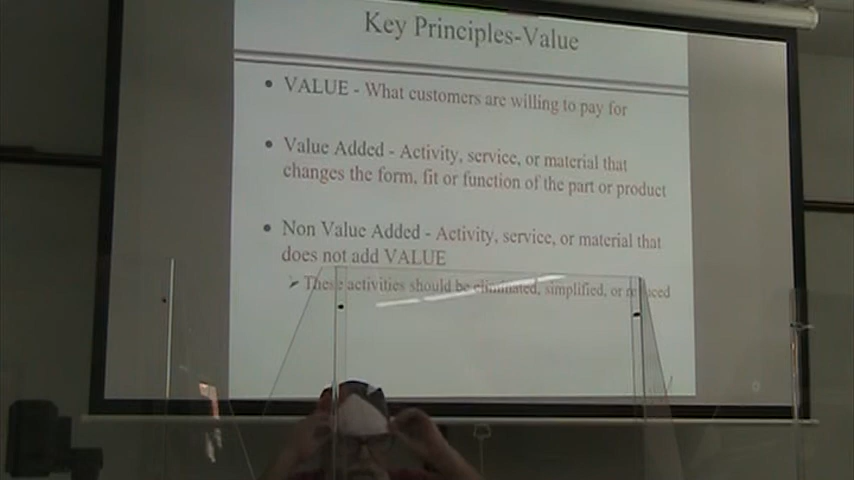 Key Principles-Value
• VALUE - What customers are willing to pay for
• Value Added - Activity, service, or material that
changes the form, fit or function of the part or product
• Non Value Added - Activity, service, or material that
does not add VALUE
➢ These activities should be eliminated, simplified, or